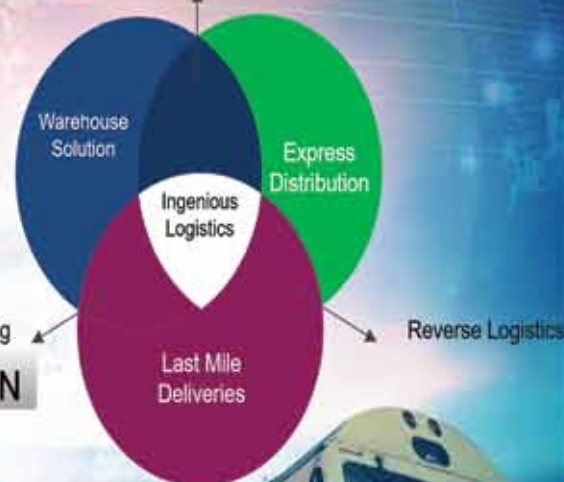 Warehouse
Solution
Express
Distribution
Ingenious
Logistics
Reverse Logistics
N
Last Mile
Deliveries